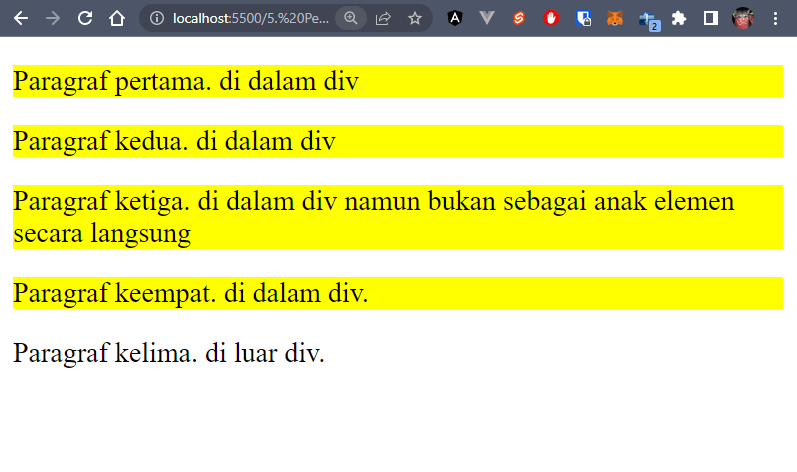 localhost:5500/5.%20Pe...
2
Paragraf pertama. di dalam div
Paragraf kedua. di dalam div
Paragraf ketiga. di dalam div namun bukan sebagai anak elemen
secara langsung
Paragraf keempat. di dalam div.
Paragraf kelima. di luar div.